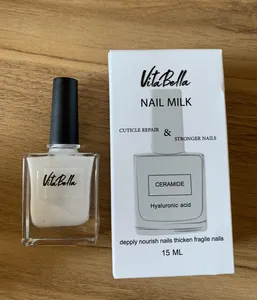 VitaBella
NAIL MILK
CUTICLE REPAIR & STRONGER NAILS
VitaBella
CERAMIDE
Hyaluronic acid
depply nourish nails thicken fragile nails
15 ML